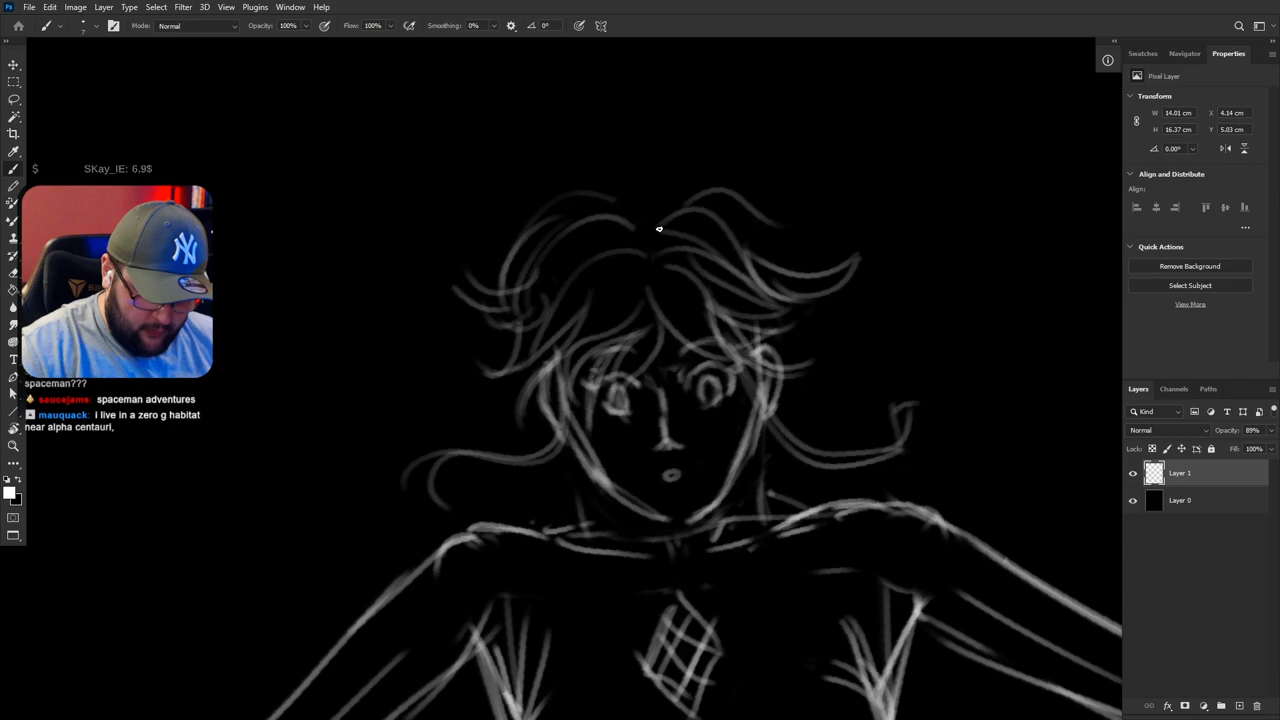 Ps File Edit Image Layer Type Select Filter 3D View Plugins Window Help
7 Mode: Normal Opacity: 100% Flow: 100% Smoothing: 0% 0°
Swatches Navigator Properties
Pixel Layer
Transform
W 14.01 cm X 4.14 cm
H 16.37 cm Y 5.03 cm
0.00°
Align and Distribute
Align:
Quick Actions
Remove Background
Select Subject
View More
$ SKay_IE: 6.9$
NY
spaceman???
saucejams: spaceman adventures
mauquack: i live in a zero g habitat
near alpha centauri,
Layers Channels Paths
Kind
Normal Opacity: 89%
Lock: Fill: 100%
Layer 1
Layer 0